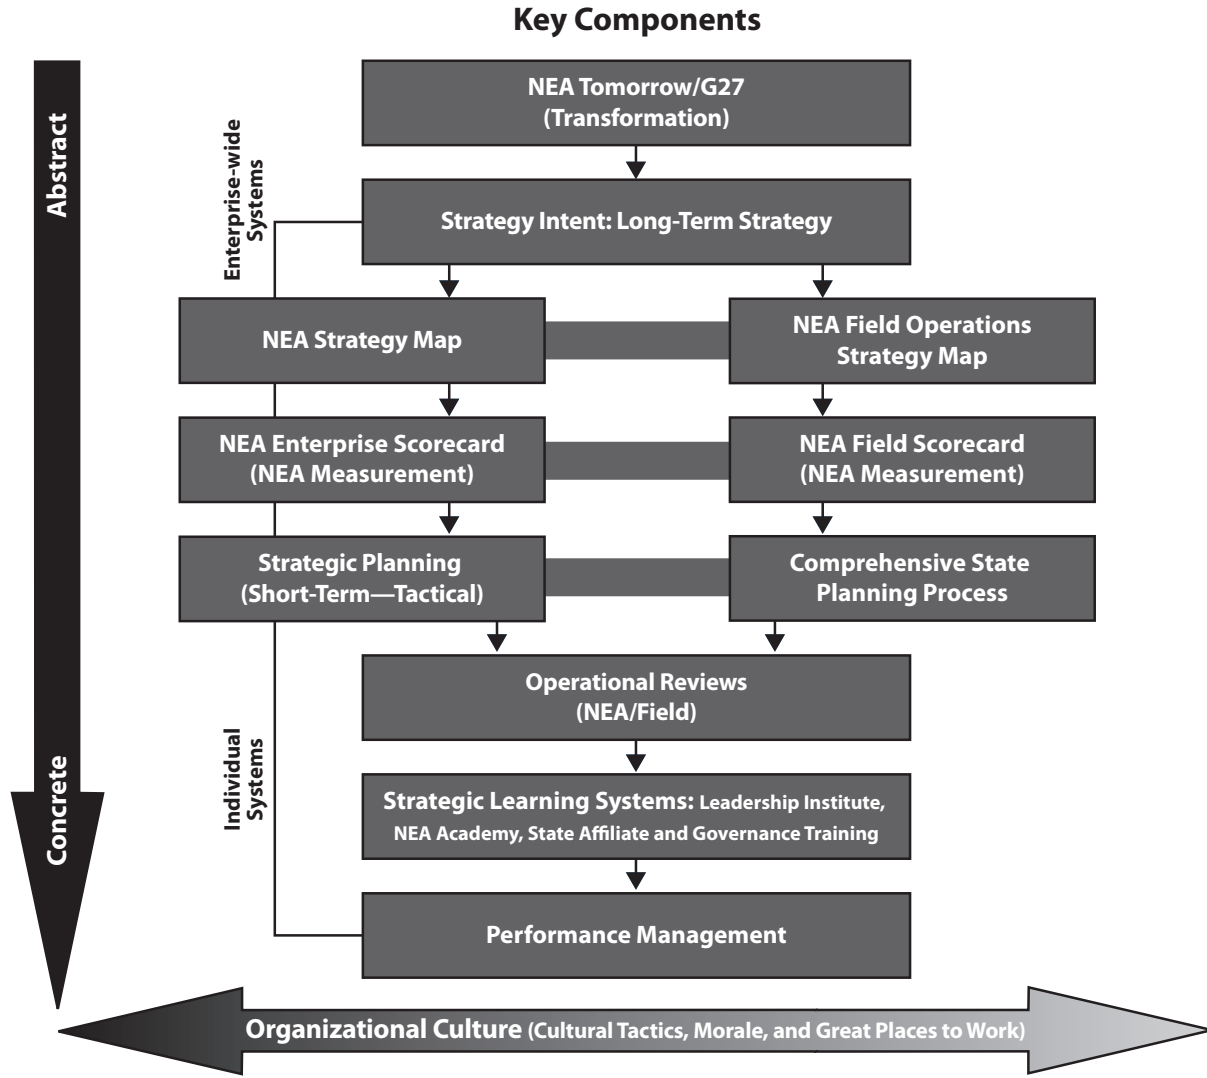 Key Components
Abstract
Enterprise-wide
Systems
NEA Tomorrow/G27
(Transformation)
Strategy Intent: Long-Term Strategy
NEA Strategy Map
NEA Field Operations
Strategy Map
NEA Enterprise Scorecard
(NEA Measurement)
NEA Field Scorecard
(NEA Measurement)
Strategic Planning
(Short-Term—Tactical)
Comprehensive State
Planning Process
Operational Reviews
(NEA/Field)
Concrete
Individual
Systems
Strategic Learning Systems: Leadership Institute,
NEA Academy, State Affiliate and Governance Training
Performance Management
Organizational Culture (Cultural Tactics, Morale, and Great Places to Work)